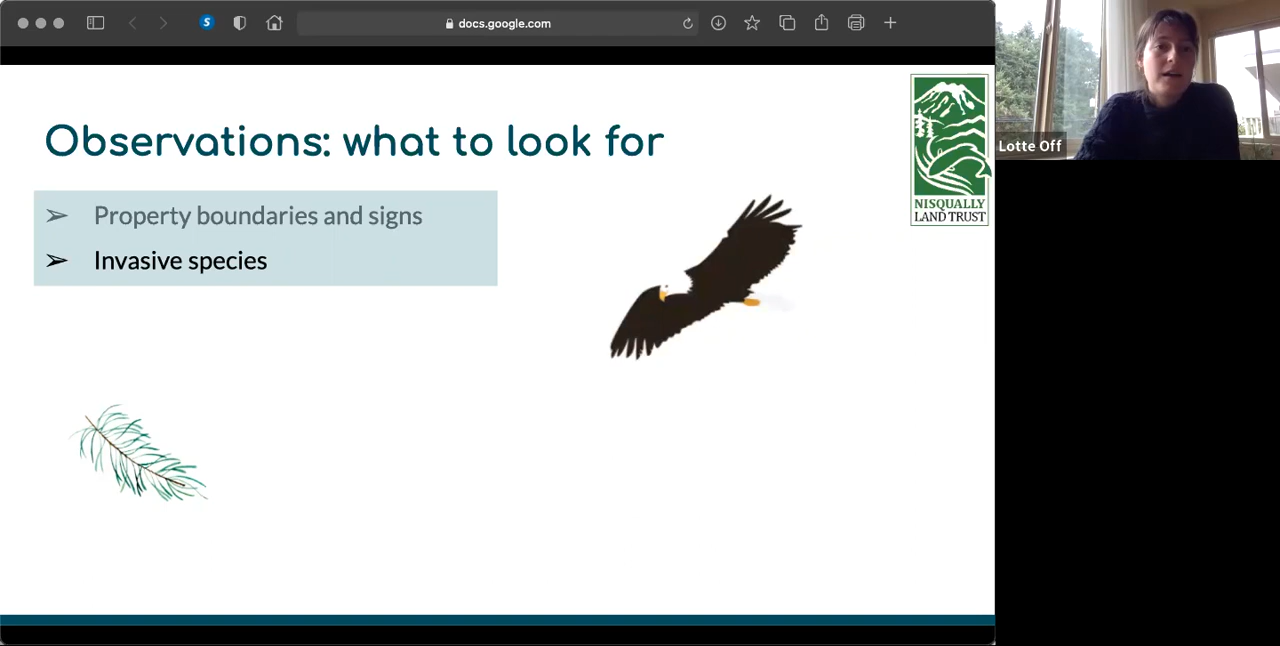 docs.google.com
Observations: what to look for
➢ Property boundaries and signs
➢ Invasive species
NISQUALLY
LAND TRUST
Lotte Off